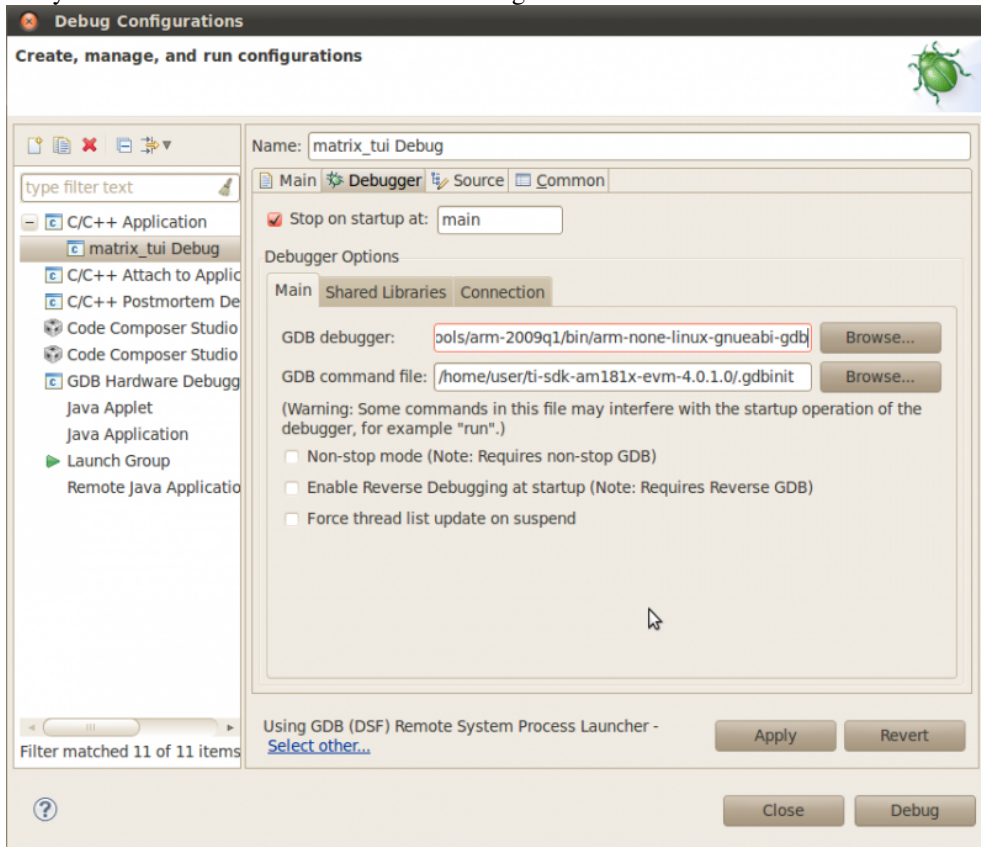 Debug Configurations
Create, manage, and run configurations
Name: matrix_tui Debug
type filter text
Main Debugger Source Common
C/C++ Application
matrix_tui Debug
C/C++ Attach to Applic
C/C++ Postmortem De
Code Composer Studio
Code Composer Studio
GDB Hardware Debugg
Java Applet
Java Application
Launch Group
Remote Java Applicatio
Filter matched 11 of 11 items
Stop on startup at: main
Debugger Options
Main Shared Libraries Connection
GDB debugger: ools/arm-2009q1/bin/arm-none-linux-gnueabi-gdb Browse...
GDB command file: /home/user/ti-sdk-am181x-evm-4.0.1.0/.gdbinit Browse...
(Warning: Some commands in this file may interfere with the startup operation of the
debugger, for example "run".)
Non-stop mode (Note: Requires non-stop GDB)
Enable Reverse Debugging at startup (Note: Requires Reverse GDB)
Force thread list update on suspend
Using GDB (DSF) Remote System Process Launcher -
Select other...
Apply Revert
Close Debug